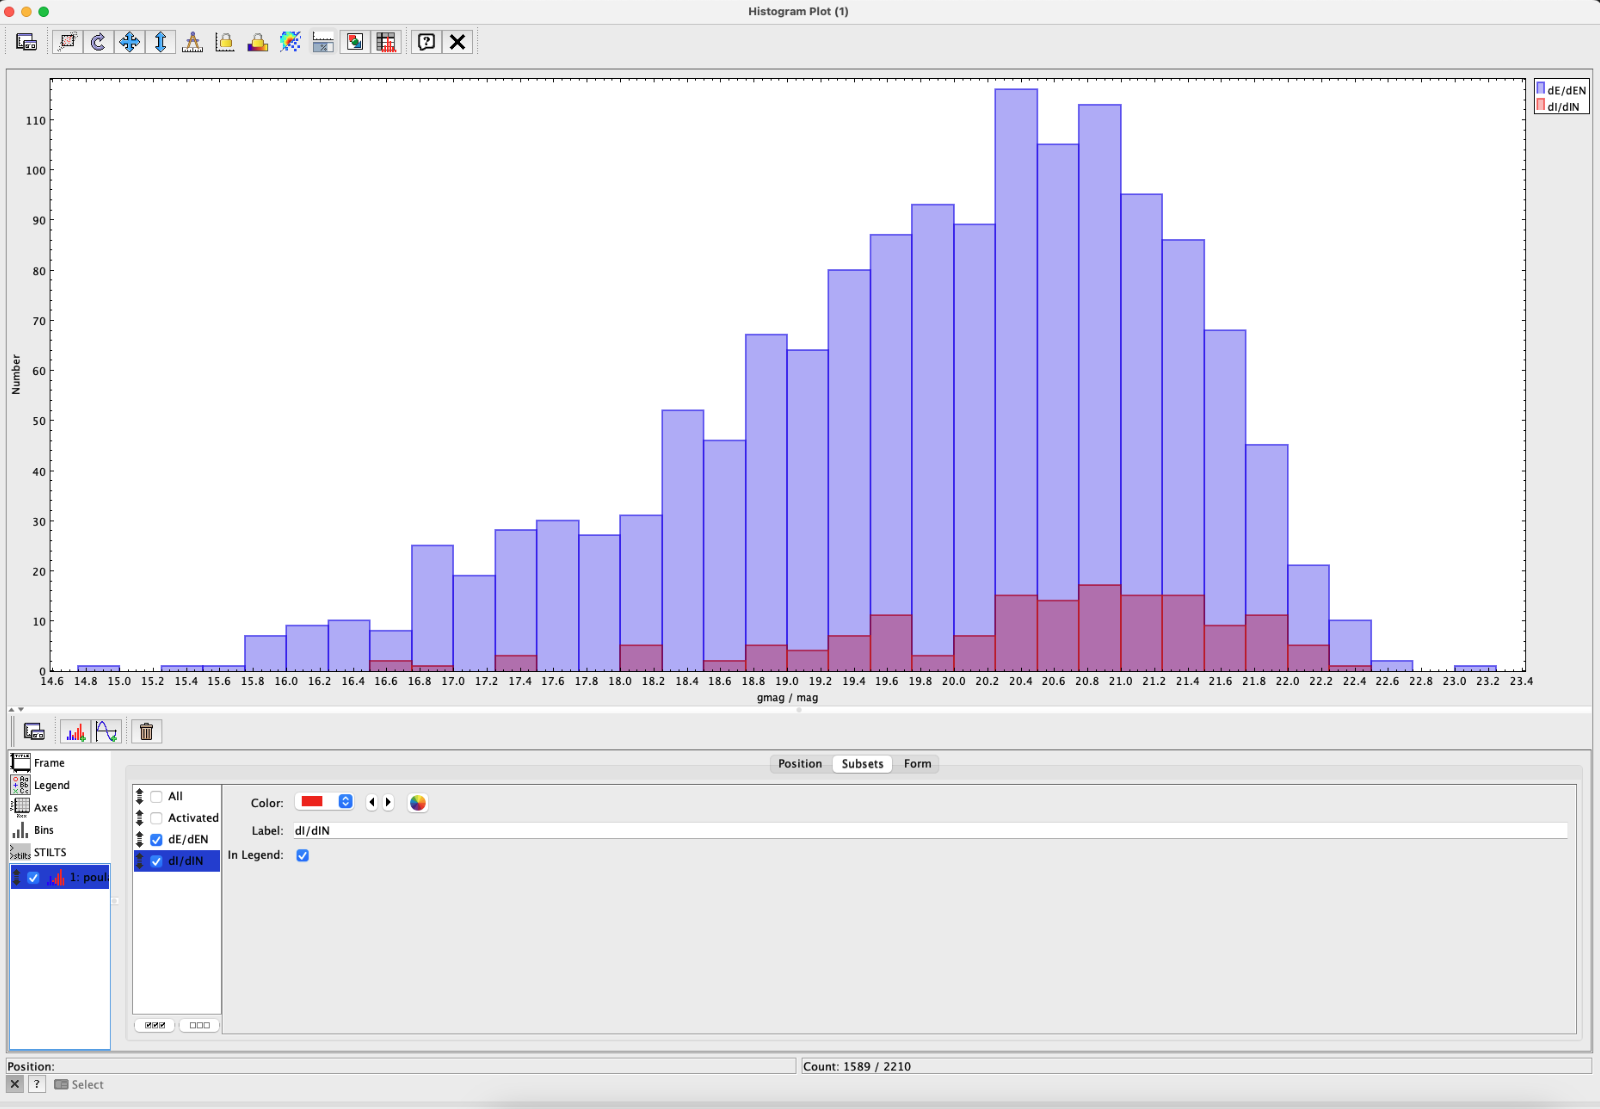 Histogram Plot (1)
dE/dEN
dI/dIN
110
100
90
80
70
60
50
40
30
20
10
0
Number
14.6 14.8 15.0 15.2 15.4 15.6 15.8 16.0 16.2 16.4 16.6 16.8 17.0 17.2 17.4 17.6 17.8 18.0 18.2 18.4 18.6 18.8 19.0 19.2 19.4 19.6 19.8 20.0 20.2 20.4 20.6 20.8 21.0 21.2 21.4 21.6 21.8 22.0 22.2 22.4 22.6 22.8 23.0 23.2 23.4
gmag / mag
Frame
Legend
Axes
Bins
STILTS
1: poul
Position Subsets Form
All
Activated
dE/dEN
dI/dIN
Color:
Label: dI/dIN
In Legend:
Position:
Count: 1589 / 2210
Select